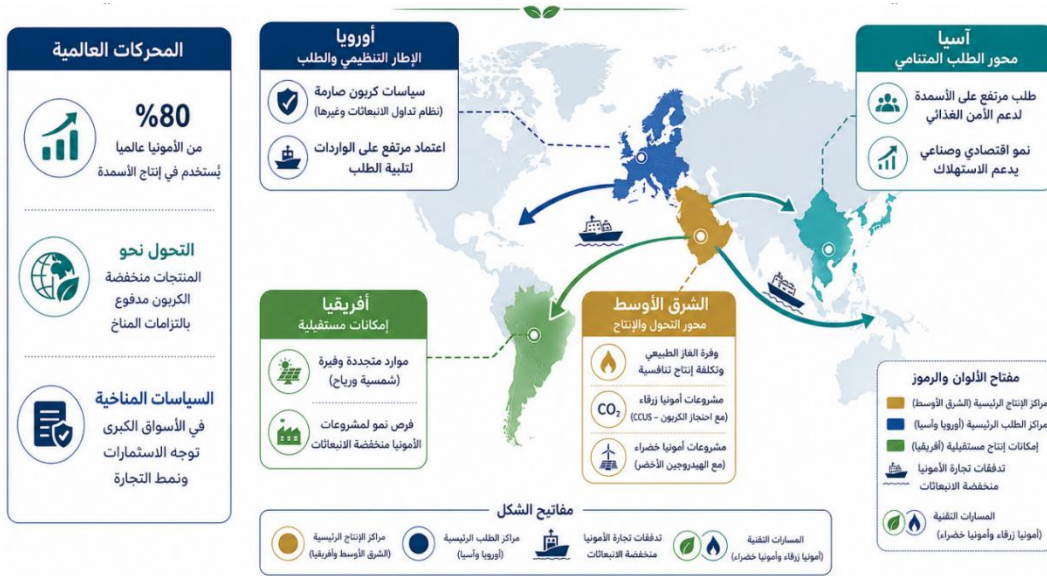 المحركات العالمية
%80
من الأمونيا عالميا
يُستخدم في إنتاج الأسمدة
التحول نحو
المنتجات منخفضة
الكربون مدفوع
بالتزامات المناخ
السياسات المناخية
في الأسواق الكبرى
توجه الاستثمارات
ونمط التجارة
أوروبا
الإطار التنظيمي والطلب
سياسات كربون صارمة
(نظام تداول الانبعاثات وغيرها)
اعتماد مرتفع على الواردات
لتلبية الطلب
آسيا
محور الطلب المتنامي
طلب مرتفع على الأسمدة
لدعم الأمن الغذائي
نمو اقتصادي وصناعي
يدعم الاستهلاك
أفريقيا
إمكانات مستقبلية
موارد متجددة وفيرة
(شمسية ورياح)
فرص نمو لمشروعات
الأمونيا منخفضة الانبعاثات
الشرق الأوسط
محور التحول والإنتاج
وفرة الغاز الطبيعي
وتكلفة إنتاج تنافسية
CO₂
مشروعات أمونيا زرقاء
(مع احتجاز الكربون – CCUS)
مشروعات أمونيا خضراء
(مع الهيدروجين الأخضر)
مفتاح الألوان والرموز
مراكز الإنتاج الرئيسية (الشرق الأوسط)
مراكز الطلب الرئيسية (أوروبا وآسيا)
إمكانات إنتاج مستقبلية (أفريقيا)
تدفقات تجارة الأمونيا
منخفضة الانبعاثات
المسارات التقنية
(أمونيا زرقاء وأمونيا خضراء)
مفاتيح الشكل
المسارات التقنية
(أمونيا زرقاء وأمونيا خضراء)
تدفقات تجارة الأمونيا
منخفضة الانبعاثات
مراكز الطلب الرئيسية
(أوروبا وآسيا)
مراكز الإنتاج الرئيسية
(الشرق الأوسط وأفريقيا)